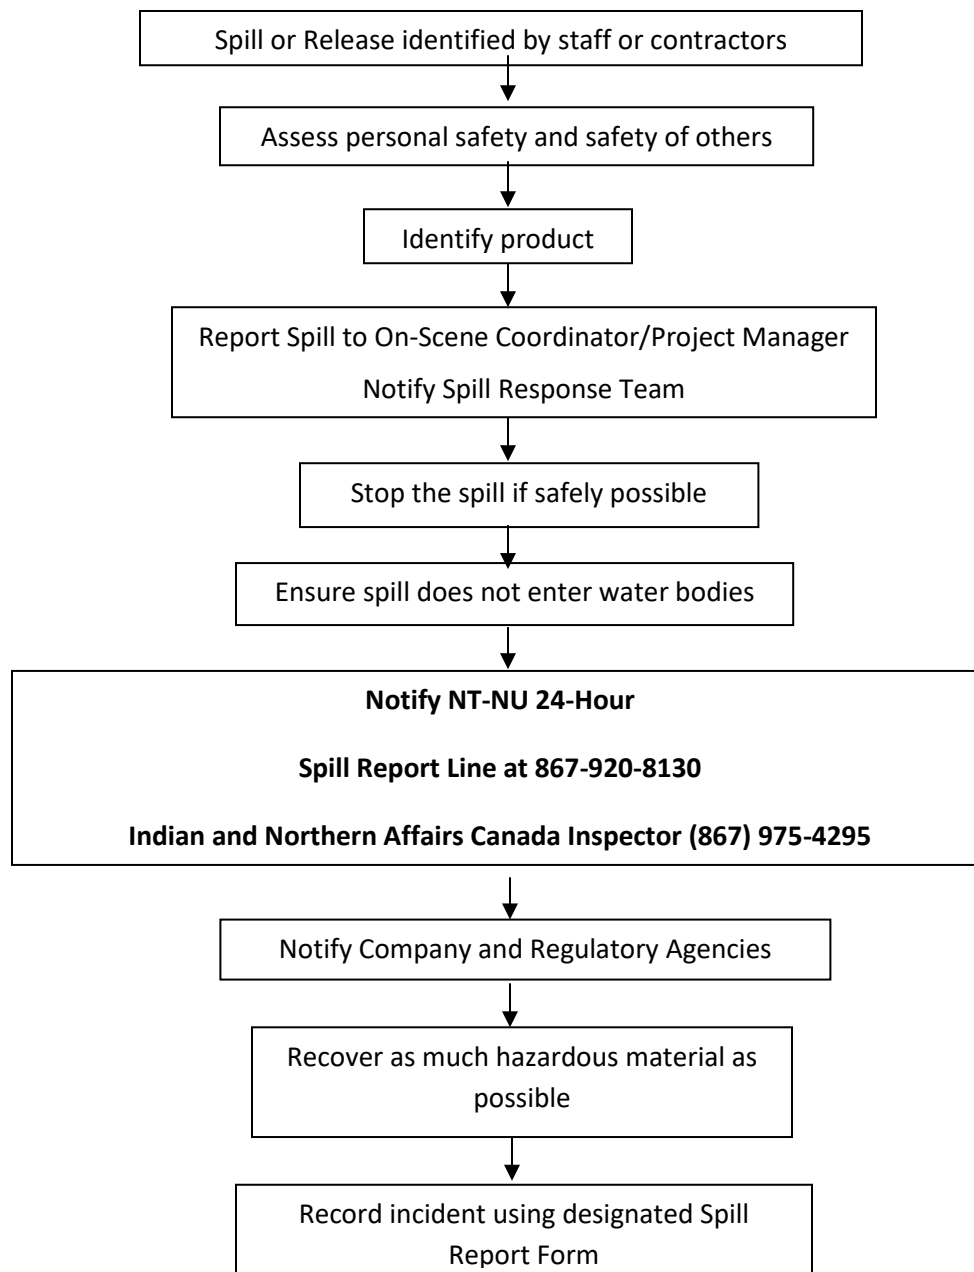 Spill or Release identified by staff or contractors
Assess personal safety and safety of others
Identify product
Report Spill to On-Scene Coordinator/Project Manager
Notify Spill Response Team
Stop the spill if safely possible
Ensure spill does not enter water bodies
Notify NT-NU 24-Hour
Spill Report Line at 867-920-8130
Indian and Northern Affairs Canada Inspector (867) 975-4295
Notify Company and Regulatory Agencies
Recover as much hazardous material as
possible
Record incident using designated Spill
Report Form